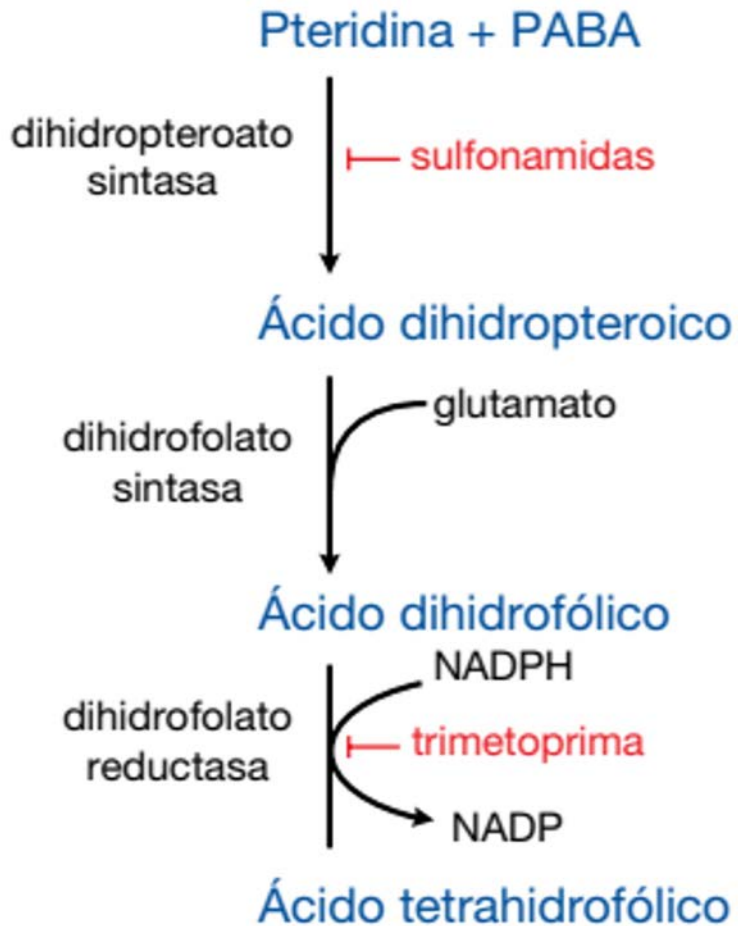 Pteridina + PABA
dihidropteroato
sintasa
sulfonamidas
Ácido dihidropteroico
glutamato
dihidrofolato
sintasa
Ácido dihidrofólico
NADPH
dihidrofolato
reductasa
trimetoprima
NADP
Ácido tetrahidrofólico